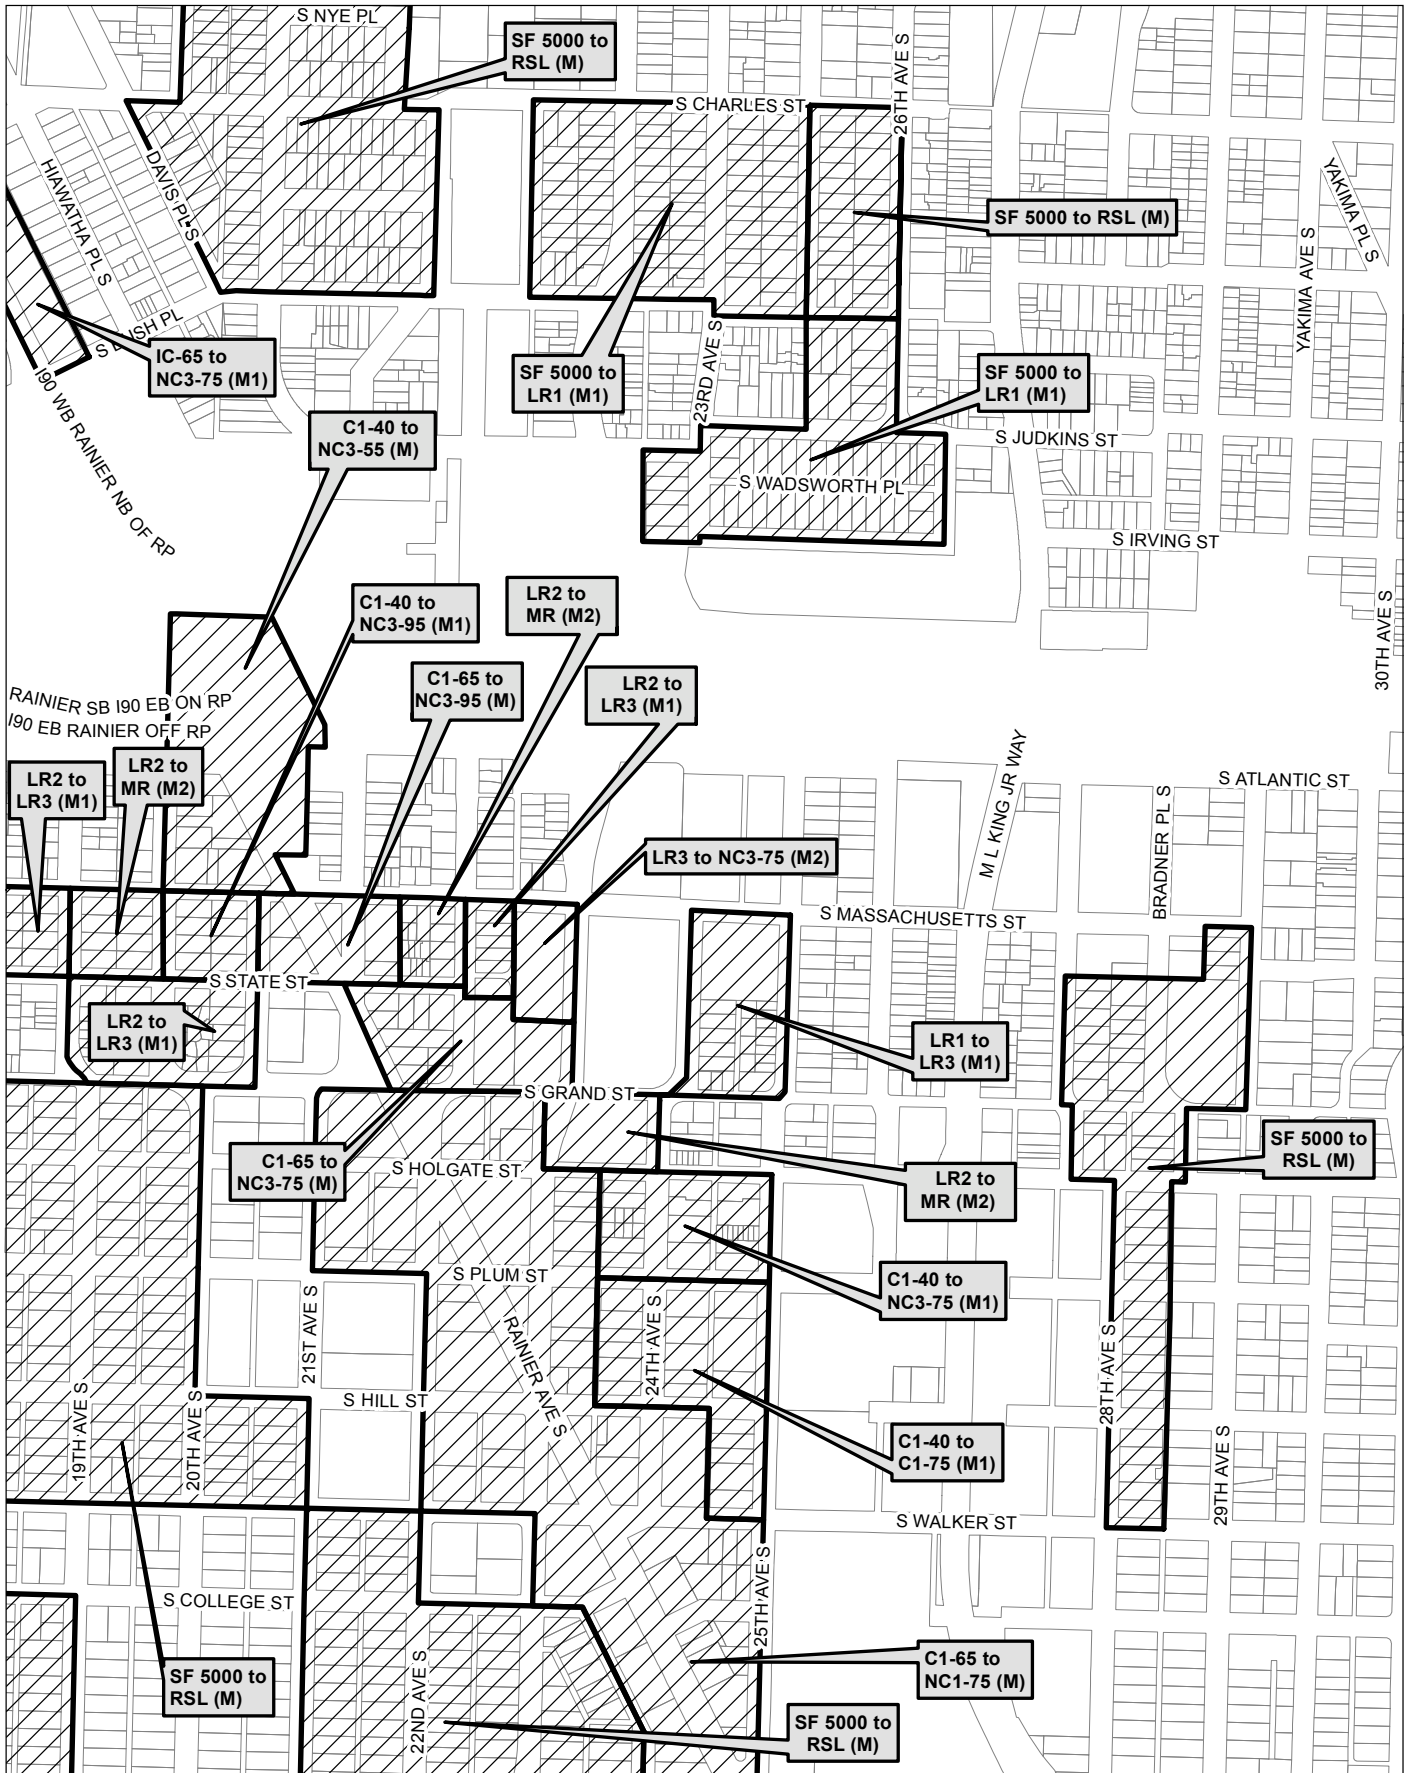 S NYE PL
SF 5000 to
RSL (M)
26TH AVE S
S CHARLES ST
HIAWATHA PL S
DAVIS PL S
YAKIMA PL S
SF 5000 to RSL (M)
YAKIMA AVE S
IC-65 to
NC3-75 (M1)
I90 WB RAINIER NB OF RP
SF 5000 to
LR1 (M1)
23RD AVE S
SF 5000 to
LR1 (M1)
C1-40 to
NC3-55 (M)
S JUDKINS ST
S WADSWORTH PL
S IRVING ST
C1-40 to
NC3-95 (M1)
LR2 to
MR (M2)
30TH AVE S
C1-65 to
NC3-95 (M)
LR2 to
LR3 (M1)
RAINIER SB I90 EB ON RP
I90 EB RAINIER OFF RP
LR2 to
LR3 (M1)
LR2 to
MR (M2)
M L KING JR WAY
S ATLANTIC ST
BRADNER PL S
LR3 to NC3-75 (M2)
S MASSACHUSETTS ST
S STATE ST
LR2 to
LR3 (M1)
LR1 to
LR3 (M1)
S GRAND ST
C1-65 to
NC3-75 (M)
S HOLGATE ST
SF 5000 to
RSL (M)
LR2 to
MR (M2)
S PLUM ST
C1-40 to
NC3-75 (M1)
21ST AVE S
RAINIER AVE S
24TH AVE S
28TH AVE S
S HILL ST
19TH AVE S
20TH AVE S
C1-40 to
C1-75 (M1)
29TH AVE S
S WALKER ST
25TH AVE S
S COLLEGE ST
SF 5000 to
RSL (M)
22ND AVE S
C1-65 to
NC1-75 (M)
SF 5000 to
RSL (M)